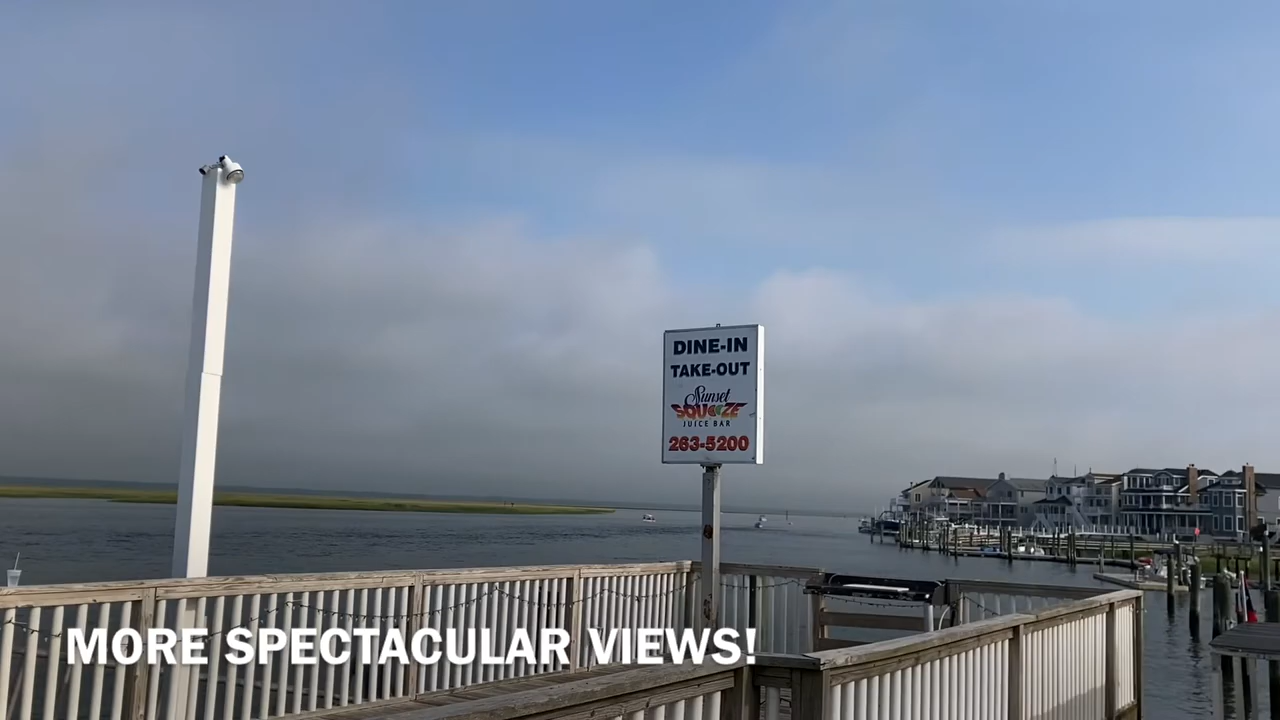 DINE-IN
TAKE-OUT
Sunset
SQUEEZE
JUICE BAR
263-5200
MORE SPECTACULAR VIEWS!